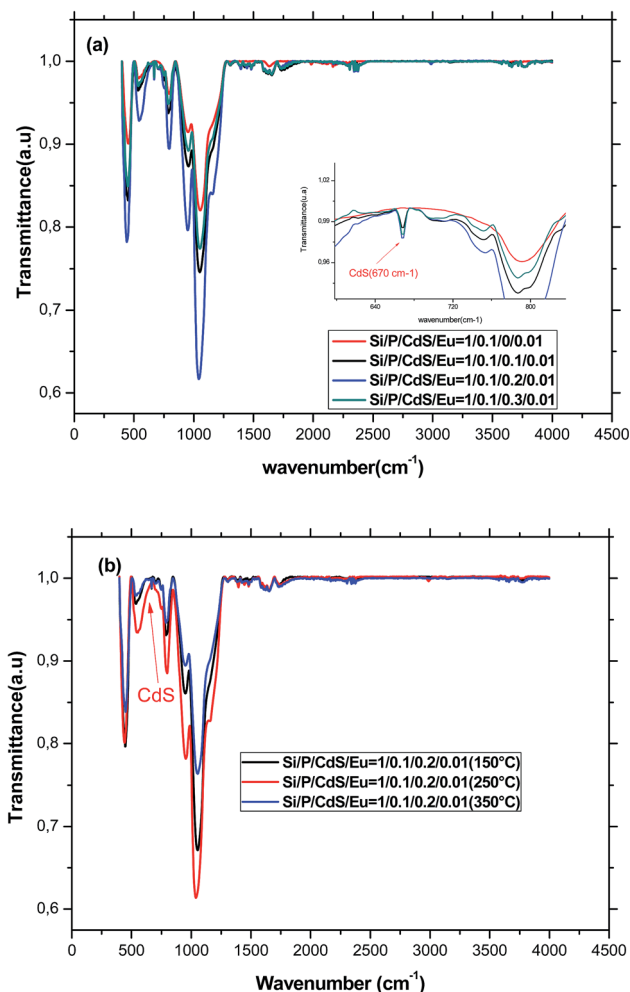 (a)
1,0
0,9
0,8
0,7
0,6
Transmittance(a.u)
0
500
1000
1500
2000
2500
3000
3500
4000
4500
wavenumber(cm-1)
1,02
0,99
0,96
Transmittance(u.a)
CdS(670 cm-1)
640
720
800
wavenumber(cm-1)
Si/P/CdS/Eu=1/0.1/0/0.01
Si/P/CdS/Eu=1/0.1/0.1/0.01
Si/P/CdS/Eu=1/0.1/0.2/0.01
Si/P/CdS/Eu=1/0.1/0.3/0.01
(b)
1,0
0,9
0,8
0,7
0,6
Transmittance(a.u)
CdS
Si/P/CdS/Eu=1/0.1/0.2/0.01(150°C)
Si/P/CdS/Eu=1/0.1/0.2/0.01(250°C)
Si/P/CdS/Eu=1/0.1/0.2/0.01(350°C)
0
500
1000
1500
2000
2500
3000
3500
4000
4500
Wavenumber (cm-1)